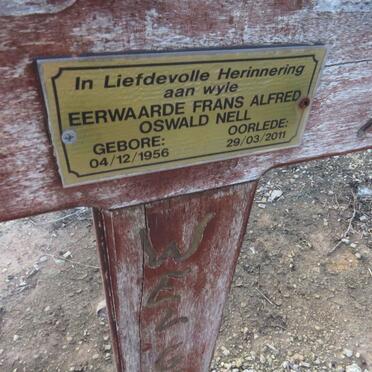 In Liefdevolle Herinnering
aan wyle
EERWAARDE FRANS ALFRED
OSWALD NELL
GEBORE: OORLEDE:
04/12/1956 29/03/2011